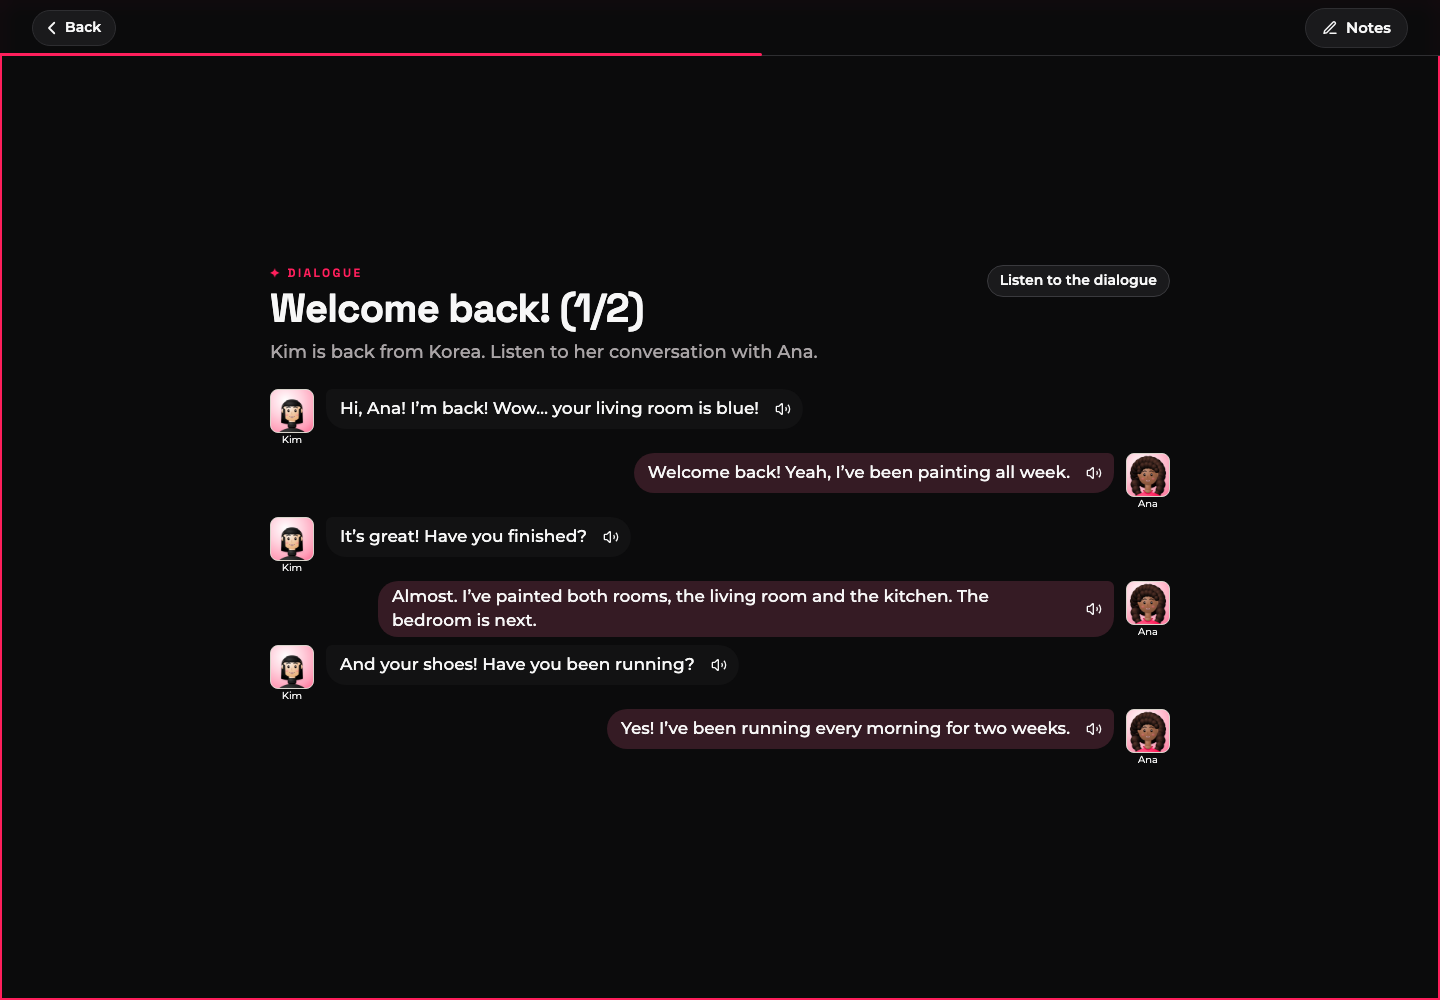 Back
Notes
DIALOGUE
Welcome back! (1/2)
Listen to the dialogue
Kim is back from Korea. Listen to her conversation with Ana.
Hi, Ana! I’m back! Wow... your living room is blue!
Kim
Welcome back! Yeah, I’ve been painting all week.
Ana
It’s great! Have you finished?
Kim
Almost. I’ve painted both rooms, the living room and the kitchen. The
bedroom is next.
Ana
And your shoes! Have you been running?
Kim
Yes! I’ve been running every morning for two weeks.
Ana